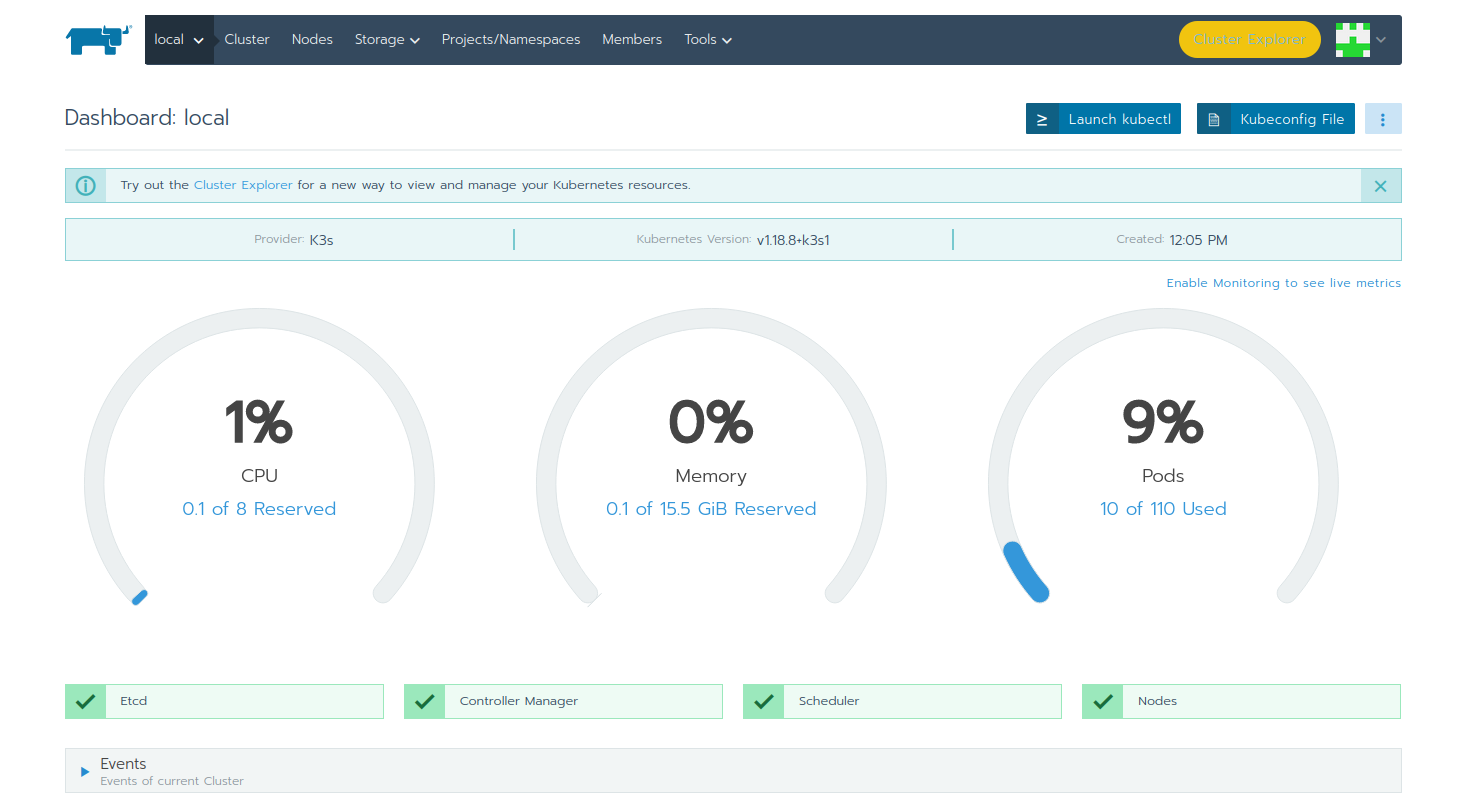 local Cluster Nodes Storage Projects/Namespaces Members Tools Cluster Explorer
Dashboard: local
Launch kubectl
Kubeconfig File
Try out the Cluster Explorer for a new way to view and manage your Kubernetes resources.
Provider: K3s
Kubernetes Version: v1.18.8+k3s1
Created: 12:05 PM
Enable Monitoring to see live metrics
1%
CPU
0.1 of 8 Reserved
0%
Memory
0.1 of 15.5 GiB Reserved
9%
Pods
10 of 110 Used
Etcd
Controller Manager
Scheduler
Nodes
Events
Events of current Cluster